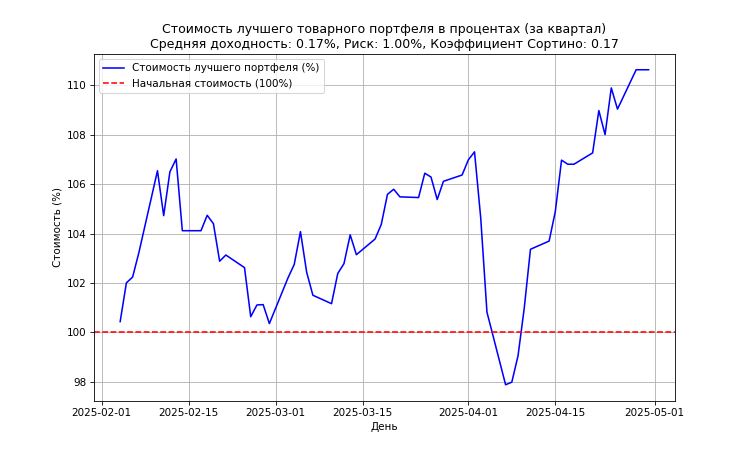 Стоимость лучшего товарного портфеля в процентах (за квартал)
Средняя доходность: 0.17%, Риск: 1.00%, Коэффициент Сортино: 0.17
Стоимость лучшего портфеля (%)
Начальная стоимость (100%)
Стоимость (%)
110
108
106
104
102
100
98
2025-02-01
2025-02-15
2025-03-01
2025-03-15
2025-04-01
2025-04-15
2025-05-01
День